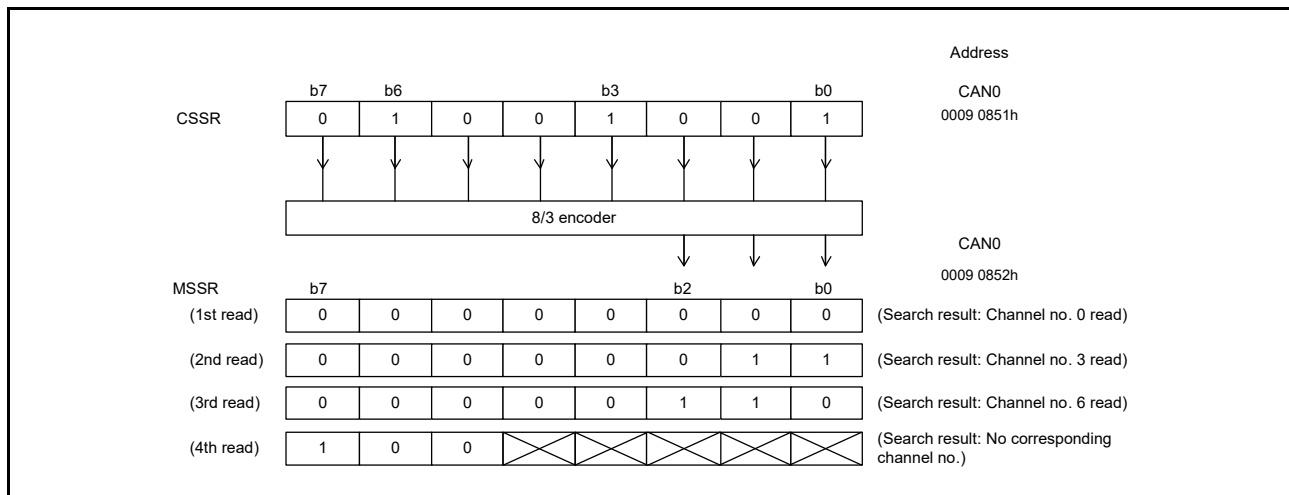 Address
b7 b6 b3 b0 CAN0
CSSR 0 1 0 0 1 0 0 1 0009 0851h
8/3 encoder
CAN0
0009 0852h
MSSR b7 b2 b0
(1st read) 0 0 0 0 0 0 0 0 (Search result: Channel no. 0 read)
(2nd read) 0 0 0 0 0 0 1 1 (Search result: Channel no. 3 read)
(3rd read) 0 0 0 0 0 1 1 0 (Search result: Channel no. 6 read)
(4th read) 1 0 0 (Search result: No corresponding
channel no.)